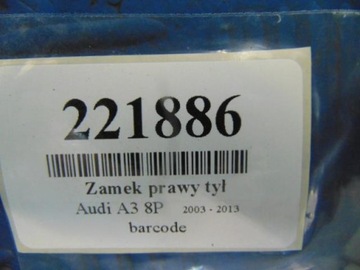 221886
Zamek prawy tył
Audi A3 8P 2003 - 2013
barcode